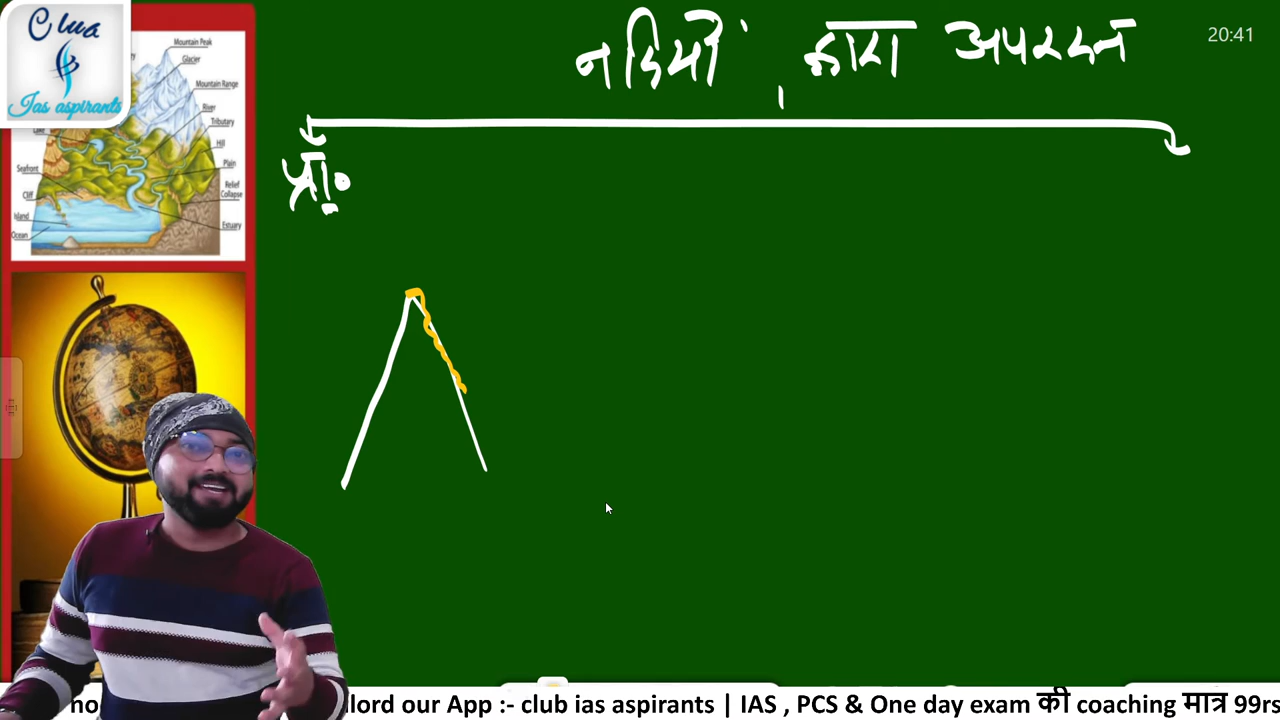 Clua
Ias aspirants
नदियों द्वारा अपरदन
20:41
प्रा०
Mountain Peak
Glacier
Mountain Range
River
Tributary
Hill
Lake
Plain
Seafront
Relief
Collapse
Cliff
Island
Estuary
Ocean
llord our App :- club ias aspirants | IAS , PCS & One day exam की coaching मात्र 99rs